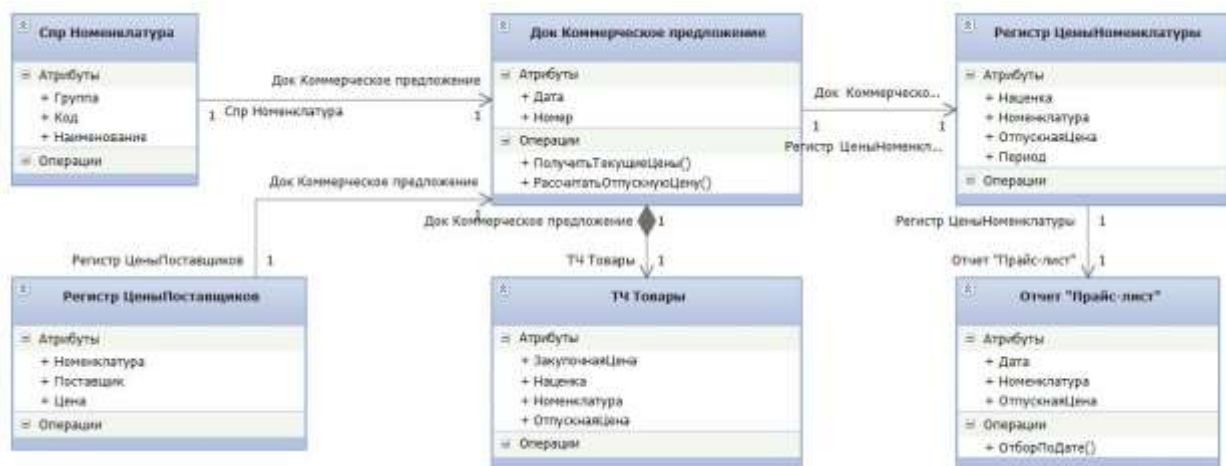 Спр Номенклатура
Атрибуты
+ Группа
+ Код
+ Наименование
Операции
Док Коммерческое предложение
1
Спр Номенклатура
1
Док Коммерческое предложение
Атрибуты
+ Дата
+ Номер
Операции
+ ПолучитьТекущиеЦены()
+ РассчитатьОтпускнуюЦену()
Док Коммерческо...
1
1
Регистр ЦеныНоменкл...
Регистр ЦеныНоменклатуры
Атрибуты
+ Наценка
+ Номенклатура
+ ОтпускнаяЦена
+ Период
Операции
Док Коммерческое предложение
1
Регистр ЦеныПоставщиков
1
Док Коммерческое предложение
1
ТЧ Товары
1
Регистр ЦеныНоменклатуры
1
Отчет "Прайс-лист"
1
Регистр ЦеныПоставщиков
Атрибуты
+ Номенклатура
+ Поставщик
+ Цена
Операции
ТЧ Товары
Атрибуты
+ ЗакупочнаяЦена
+ Наценка
+ Номенклатура
+ ОтпускнаяЦена
Операции
Отчет "Прайс-лист"
Атрибуты
+ Дата
+ Номенклатура
+ ОтпускнаяЦена
Операции
+ ОтборПоДате()